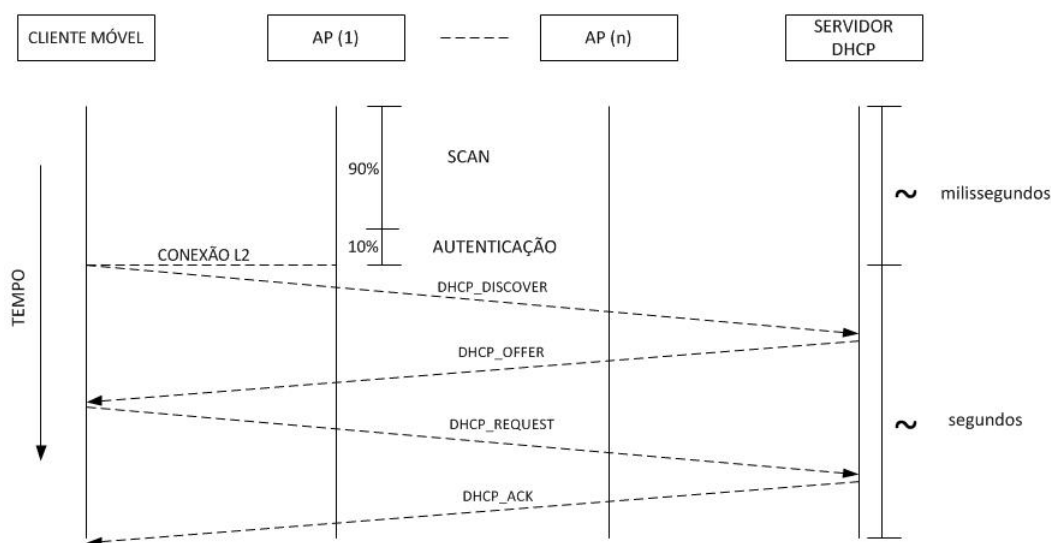 CLIENTE MÓVEL
AP (1)
AP (n)
SERVIDOR
DHCP
SCAN
90%
~ milissegundos
10%
AUTENTICAÇÃO
CONEXÃO L2
TEMPO
DHCP_DISCOVER
DHCP_OFFER
DHCP_REQUEST
~ segundos
DHCP_ACK